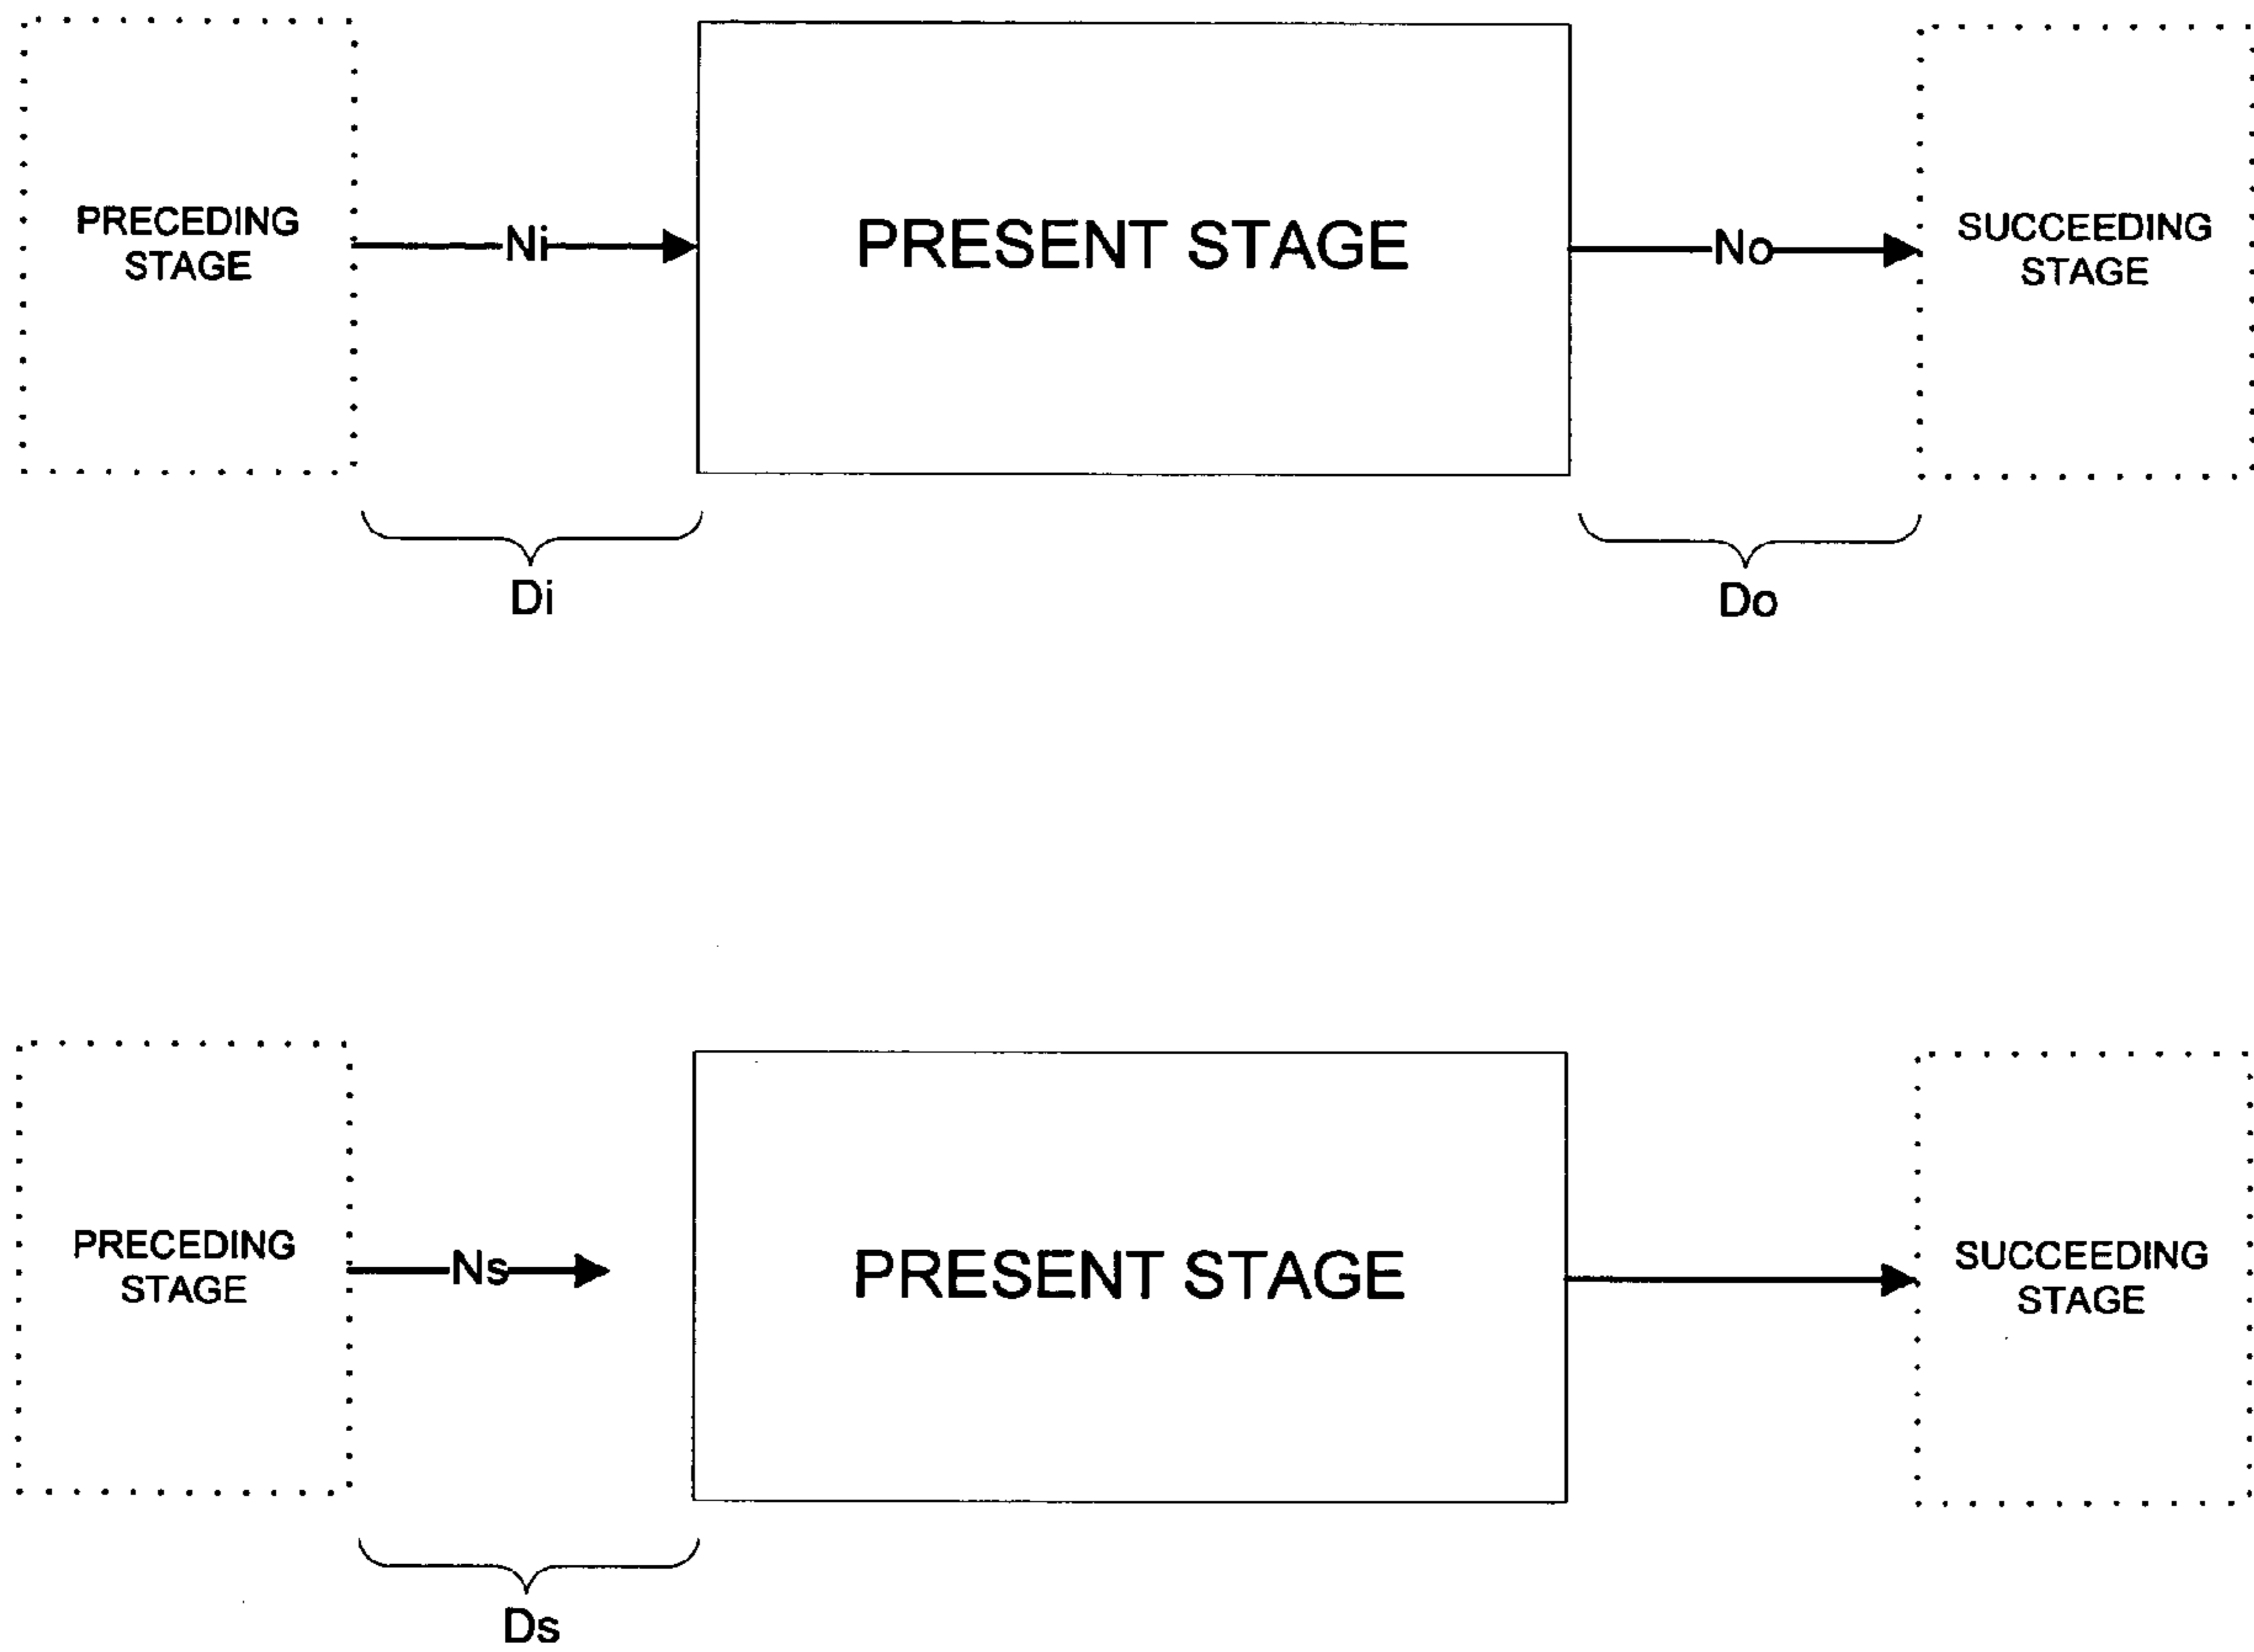 PRECEDING
STAGE
Ni
PRESENT STAGE
No
SUCCEEDING
STAGE
Di
Do
PRECEDING
STAGE
Ns
PRESENT STAGE
SUCCEEDING
STAGE
Ds